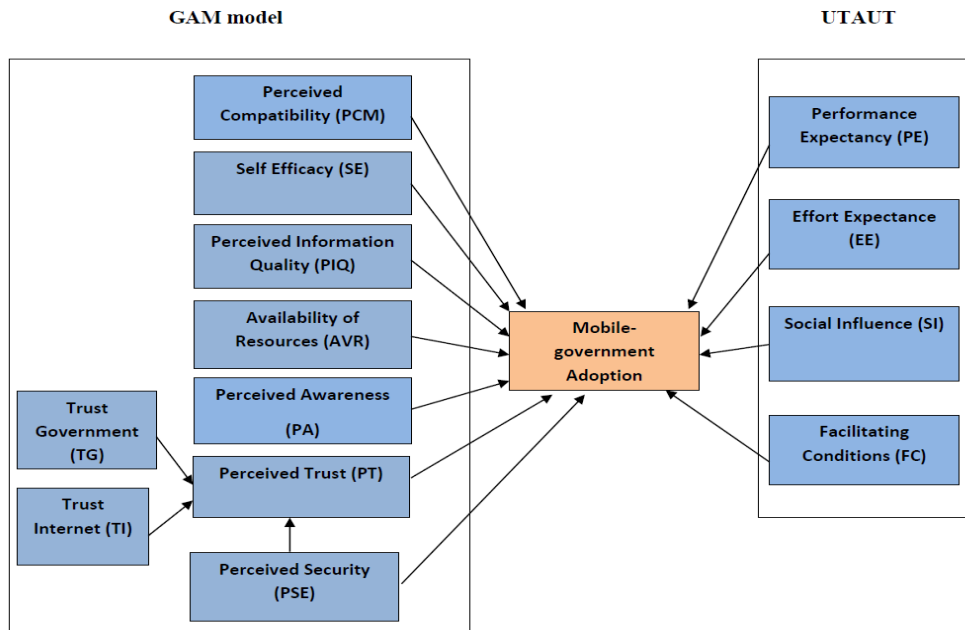 GAM model
UTAUT
Perceived
Compatibility (PCM)
Self Efficacy (SE)
Perceived Information
Quality (PIQ)
Availability of
Resources (AVR)
Perceived Awareness
(PA)
Trust
Government
(TG)
Perceived Trust (PT)
Trust
Internet (TI)
Perceived Security
(PSE)
Mobile-
government
Adoption
Performance
Expectancy (PE)
Effort Expectance
(EE)
Social Influence (SI)
Facilitating
Conditions (FC)